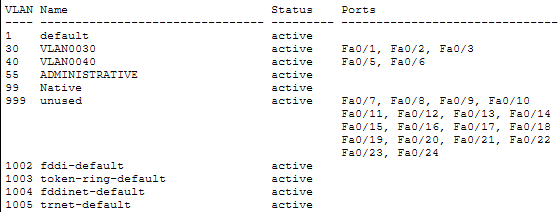 VLAN Name Status Ports
---- -------------------------------- --------- -------------------------------
1 default active
30 VLAN0030 active Fa0/1, Fa0/2, Fa0/3
40 VLAN0040 active Fa0/5, Fa0/6
55 ADMINISTRATIVE active
99 Native active
999 unused active Fa0/7, Fa0/8, Fa0/9, Fa0/10
Fa0/11, Fa0/12, Fa0/13, Fa0/14
Fa0/15, Fa0/16, Fa0/17, Fa0/18
Fa0/19, Fa0/20, Fa0/21, Fa0/22
Fa0/23, Fa0/24
1002 fddi-default active
1003 token-ring-default active
1004 fddinet-default active
1005 trnet-default active